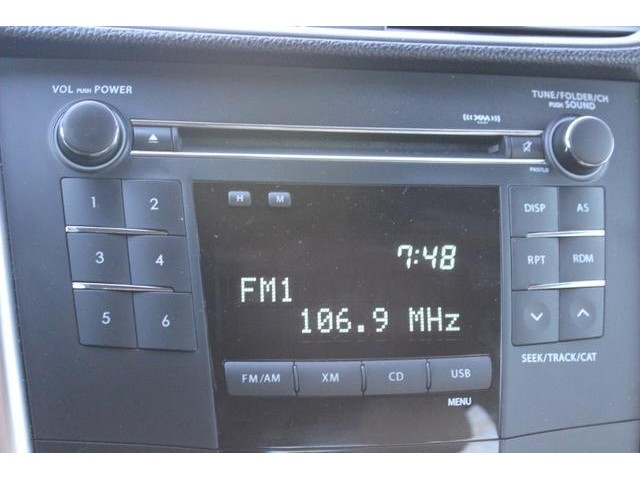 VOL PUSH POWER
TUNE/FOLDER/CH
PUSH SOUND
XM
1 2
3 4
5 6
H M
7:48
FM1
106.9 MHz
DISP AS
RPT RDM
SEEK/TRACK/CAT
FM/AM XM CD USB
MENU